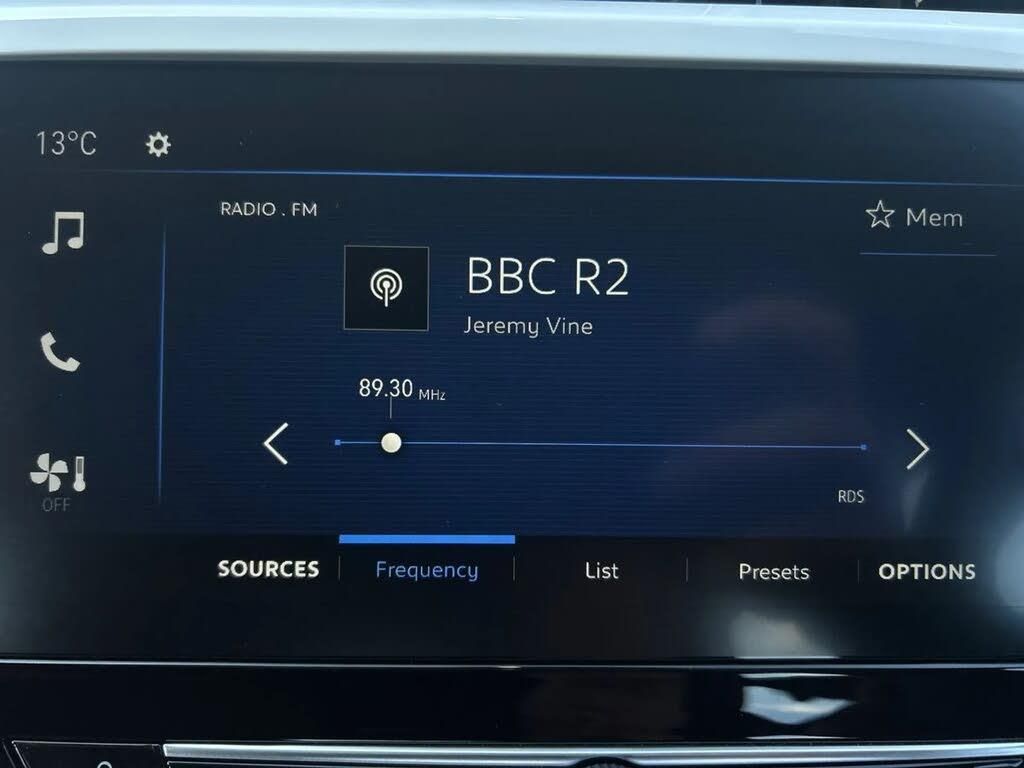 13°C
RADIO . FM
Mem
BBC R2
Jeremy Vine
89.30 MHz
RDS
OFF
SOURCES Frequency List Presets OPTIONS